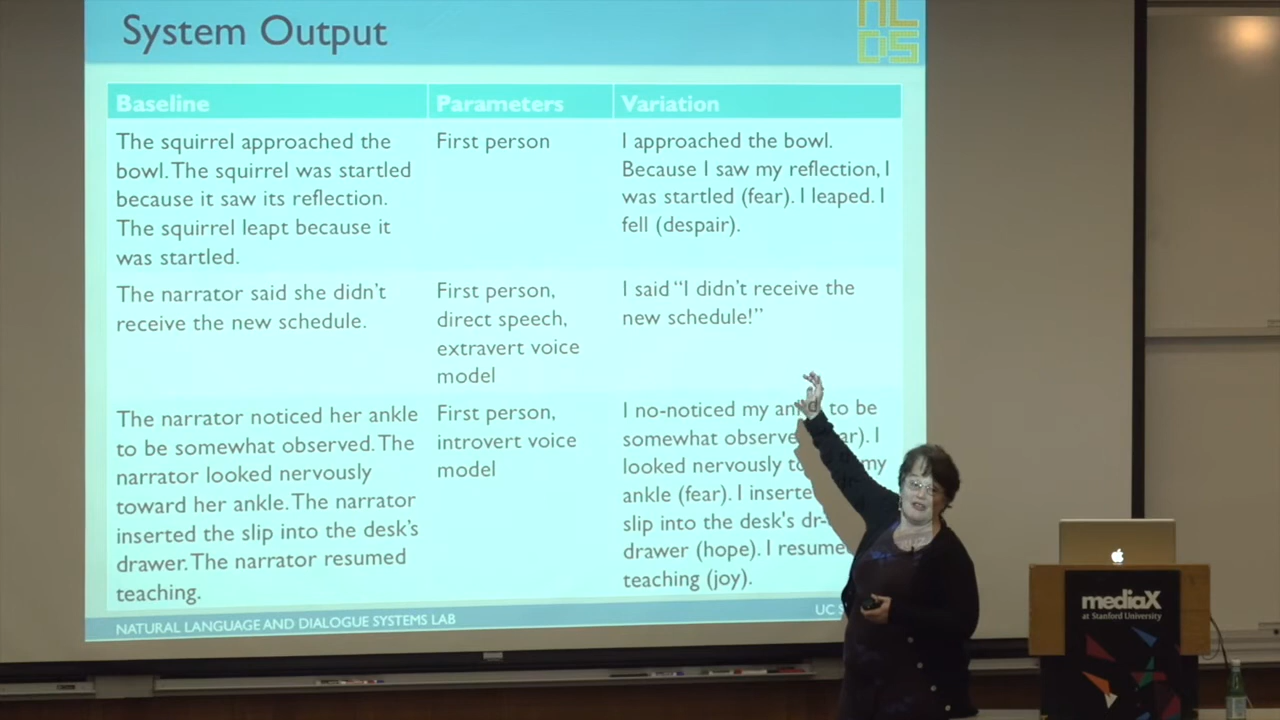 System Output
NLDS
Baseline
Parameters
Variation
The squirrel approached the
bowl. The squirrel was startled
because it saw its reflection.
The squirrel leapt because it
was startled.
First person
I approached the bowl.
Because I saw my reflection, I
was startled (fear). I leaped. I
fell (despair).
The narrator said she didn't
receive the new schedule.
First person,
direct speech,
extravert voice
model
I said "I didn't receive the
new schedule!"
The narrator noticed her ankle
to be somewhat observed. The
narrator looked nervously
toward her ankle. The narrator
inserted the slip into the desk's
drawer. The narrator resumed
teaching.
First person,
introvert voice
model
I no-noticed my to be
somewhat I
looked nervously my
ankle (fear). I
slip into the desk's dr-
drawer (hope). I
teaching (joy).
NATURAL LANGUAGE AND DIALOGUE SYSTEMS LAB
UC
mediaX
at Stanford University